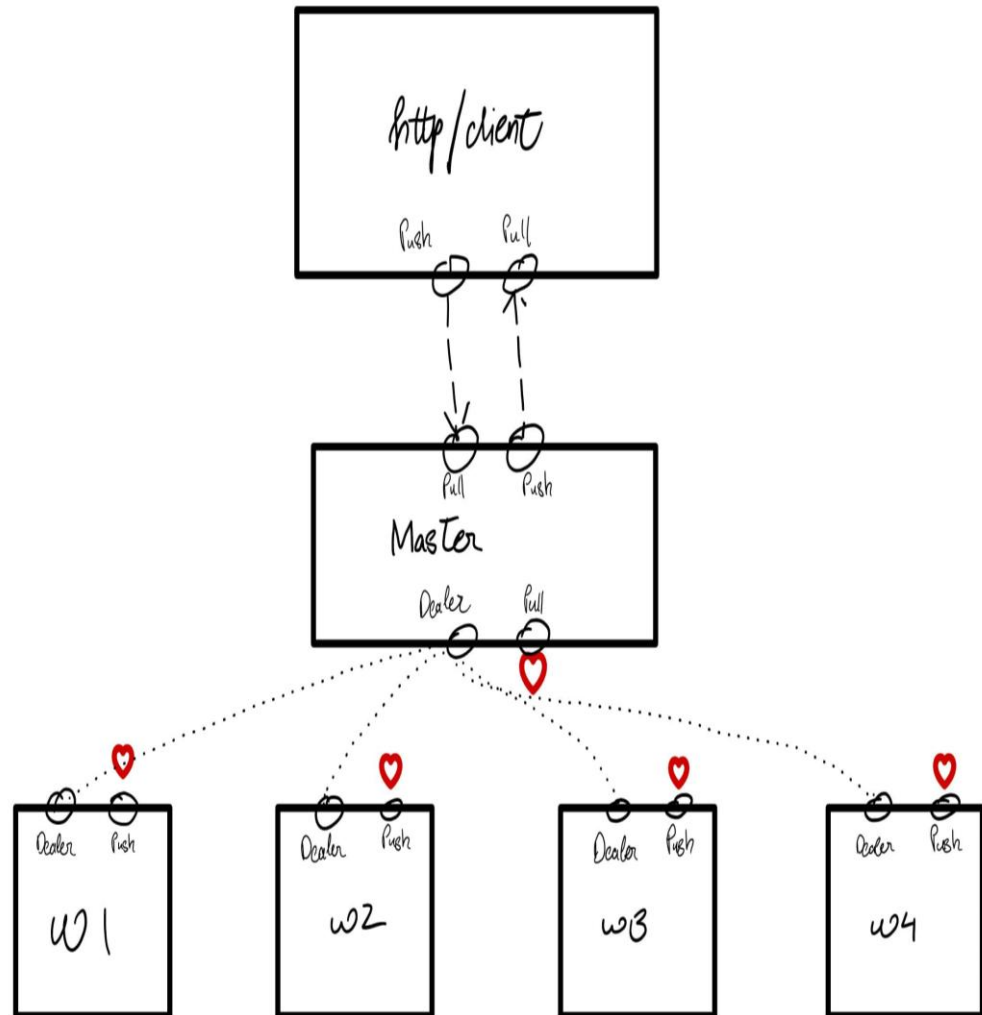 http/client
Push Pull
Pull Push
Master
Dealer Pull
Dealer Push
W1
Dealer Push
w2
Dealer Push
w3
Dealer Push
w4